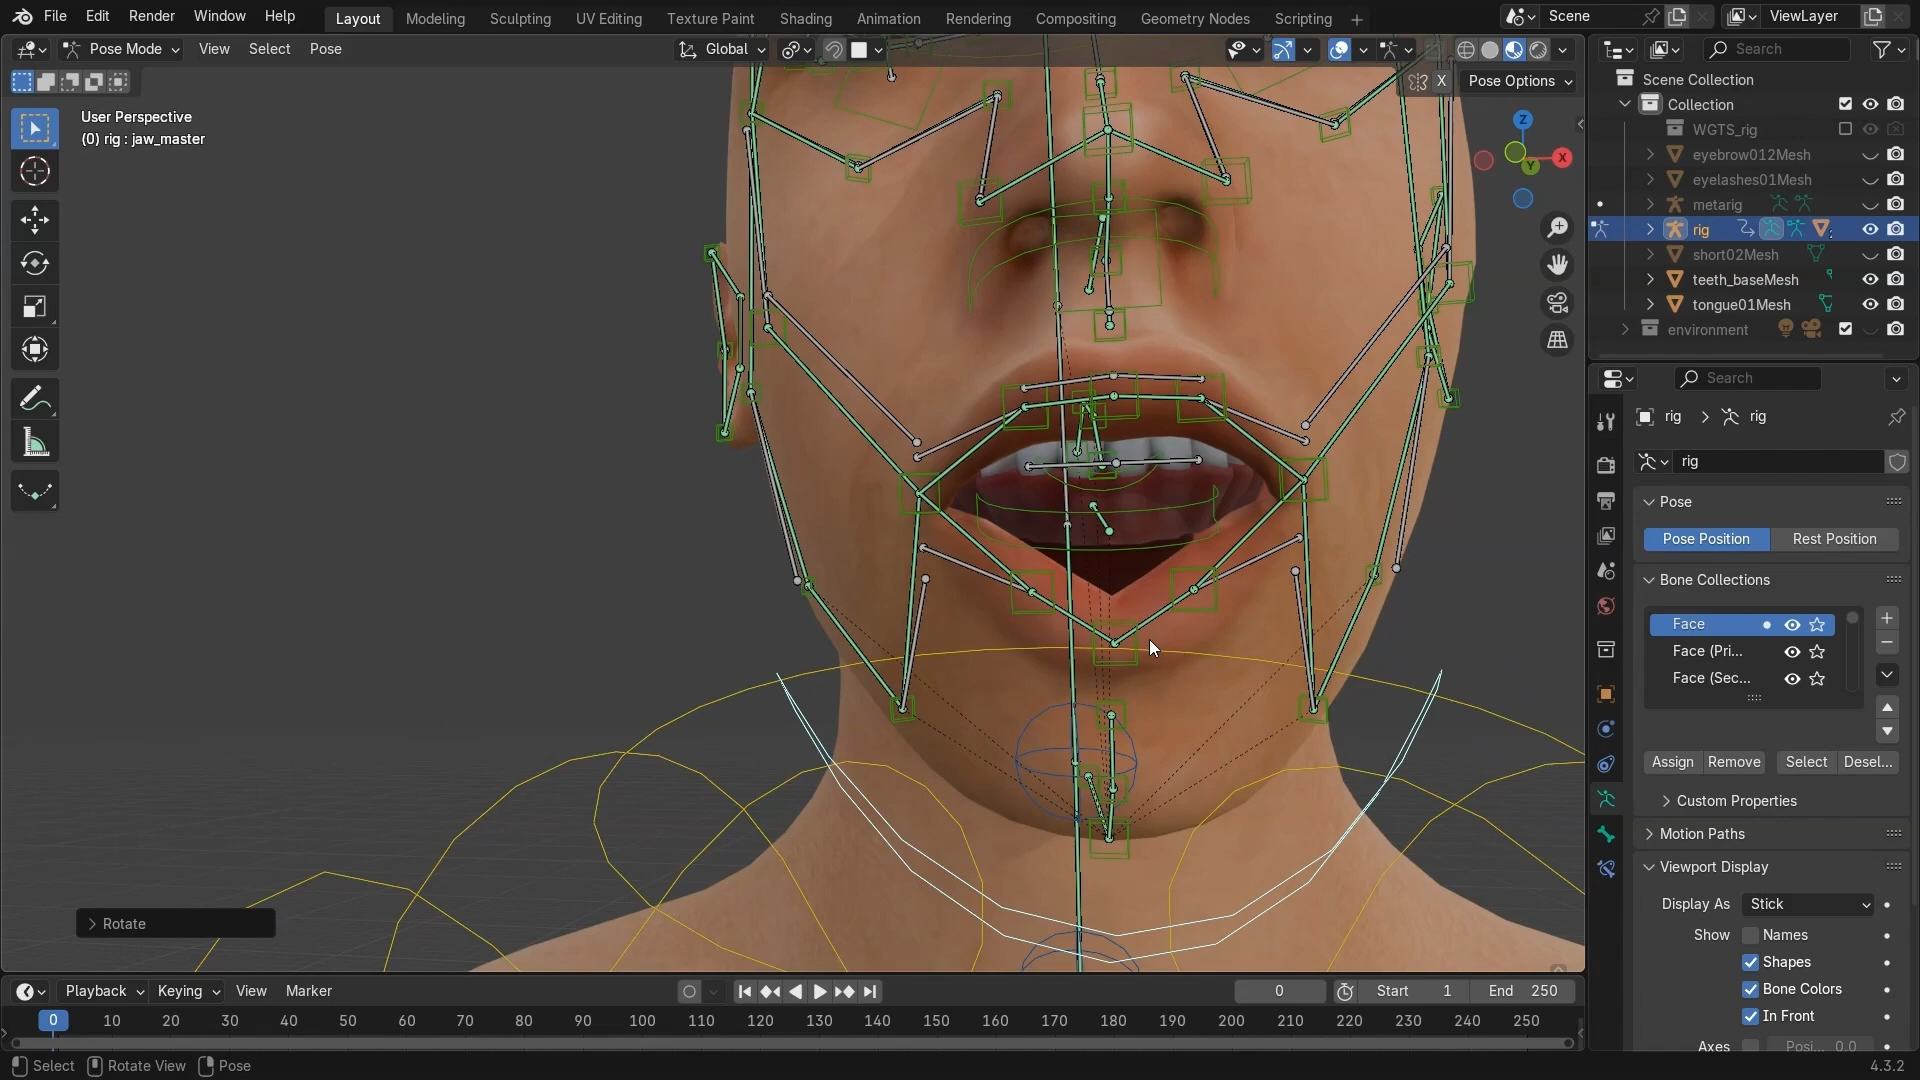 File Edit Render Window Help Layout Modeling Sculpting UV Editing Texture Paint Shading Animation Rendering Compositing Geometry Nodes Scripting + Scene ViewLayer
Pose Mode View Select Pose Global Search
X Pose Options
User Perspective
(0) rig : jaw_master
Z
X
Y
Scene Collection
Collection
WGTS_rig
eyebrow012Mesh
eyelashes01Mesh
metarig
rig
short02Mesh
teeth_baseMesh
tongue01Mesh
environment
Search
rig > rig
rig
Pose
Pose Position Rest Position
Bone Collections
Face
Face (Pri...
Face (Sec...
Assign Remove Select Desel...
Custom Properties
Motion Paths
Viewport Display
Display As Stick
Show Names
Shapes
Bone Colors
In Front
Axes Posi... 0.0
Rotate
Playback Keying View Marker 0 Start 1 End 250
0 10 20 30 40 50 60 70 80 90 100 110 120 130 140 150 160 170 180 190 200 210 220 230 240 250
Select Rotate View Pose 4.3.2